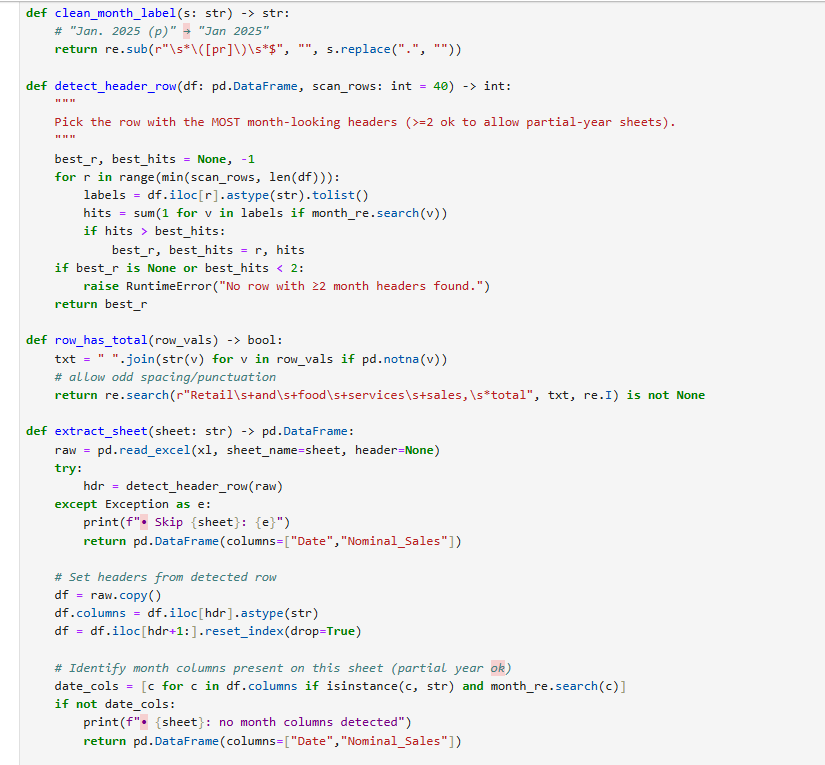 def clean_month_label(s: str) -> str:
    # "Jan. 2025 (p)" → "Jan 2025"
    return re.sub(r"\s*\([pr]\)\s*$", "", s.replace(".", ""))

def detect_header_row(df: pd.DataFrame, scan_rows: int = 40) -> int:
    """
    Pick the row with the MOST month-looking headers (>=2 ok to allow partial-year sheets).
    """
    best_r, best_hits = None, -1
    for r in range(min(scan_rows, len(df))):
        labels = df.iloc[r].astype(str).tolist()
        hits = sum(1 for v in labels if month_re.search(v))
        if hits > best_hits:
            best_r, best_hits = r, hits
    if best_r is None or best_hits < 2:
        raise RuntimeError("No row with ≥2 month headers found.")
    return best_r

def row_has_total(row_vals) -> bool:
    txt = " ".join(str(v) for v in row_vals if pd.notna(v))
    # allow odd spacing/punctuation
    return re.search(r"Retail\s+and\s+food\s+services\s+sales,\s*total", txt, re.I) is not None

def extract_sheet(sheet: str) -> pd.DataFrame:
    raw = pd.read_excel(xl, sheet_name=sheet, header=None)
    try:
        hdr = detect_header_row(raw)
    except Exception as e:
        print(f"• Skip {sheet}: {e}")
        return pd.DataFrame(columns=["Date","Nominal_Sales"])

    # Set headers from detected row
    df = raw.copy()
    df.columns = df.iloc[hdr].astype(str)
    df = df.iloc[hdr+1:].reset_index(drop=True)

    # Identify month columns present on this sheet (partial year ok)
    date_cols = [c for c in df.columns if isinstance(c, str) and month_re.search(c)]
    if not date_cols:
        print(f"• {sheet}: no month columns detected")
        return pd.DataFrame(columns=["Date","Nominal_Sales"])